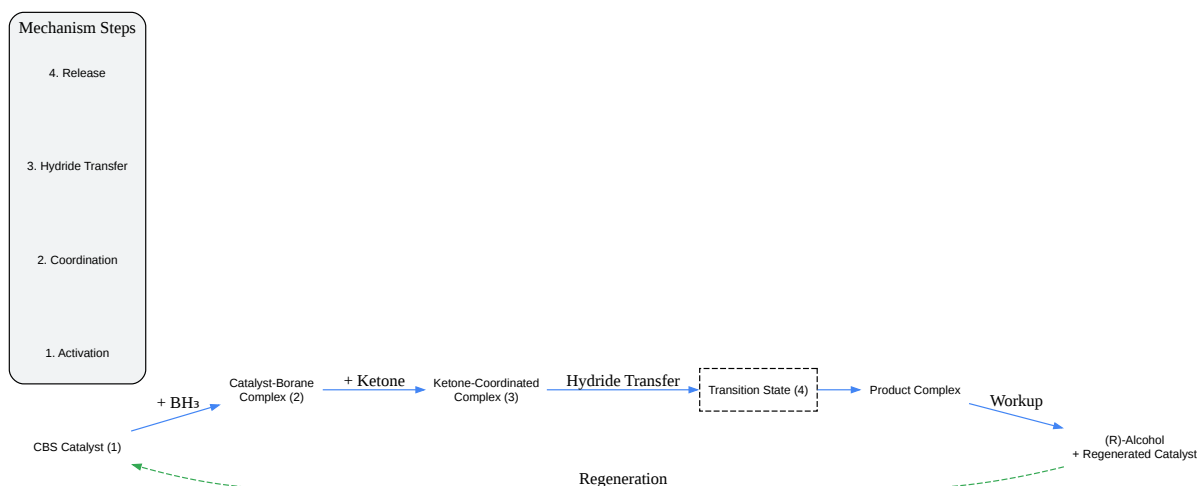 Mechanism Steps
4. Release
3. Hydride Transfer
2. Coordination
1. Activation
CBS Catalyst (1)
+ BH₃
Catalyst-Borane
Complex (2)
+ Ketone
Ketone-Coordinated
Complex (3)
Hydride Transfer
Transition State (4)
Product Complex
Workup
(R)-Alcohol
+ Regenerated Catalyst
Regeneration